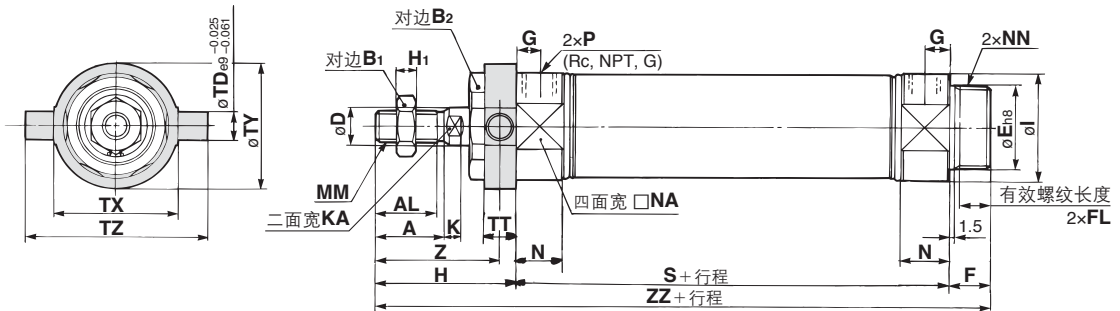 øTDe9 -0.025 -0.061
øTY
TX
TZ
对边B2
对边B1
H1
G
2×P
(Rc, NPT, G)
G
2×NN
øD
øEh8
øI
MM
二面宽KA
AL
A
K
TT
四面宽 □NA
有效螺纹长度
2×FL
1.5
Z
N
N
H
S+行程
F
ZZ+行程